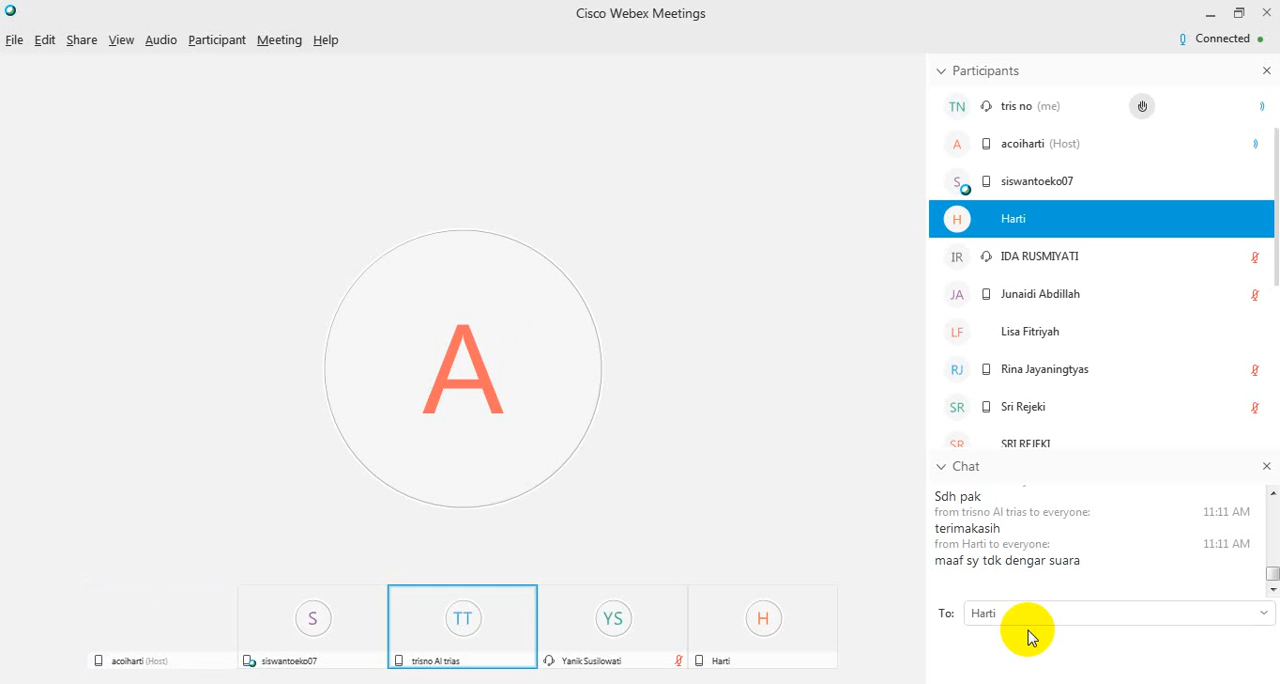 Cisco Webex Meetings
File Edit Share View Audio Participant Meeting Help
Connected
Participants
TN tris no (me)
A acoiharti (Host)
S siswantoeko07
H Harti
IR IDA RUSMIYATI
JA Junaidi Abdillah
LF Lisa Fitriyah
RJ Rina Jayaningtyas
SR Sri Rejeki
SR SRI REJEKI
A
Chat
Sdh pak
from trisno Al trias to everyone: 11:11 AM
terimakasih
from Harti to everyone: 11:11 AM
maaf sy tdk dengar suara
To: Harti
S TT YS H
acoiharti (Host) siswantoeko07 trisno Al trias Yanik Susilowati Harti